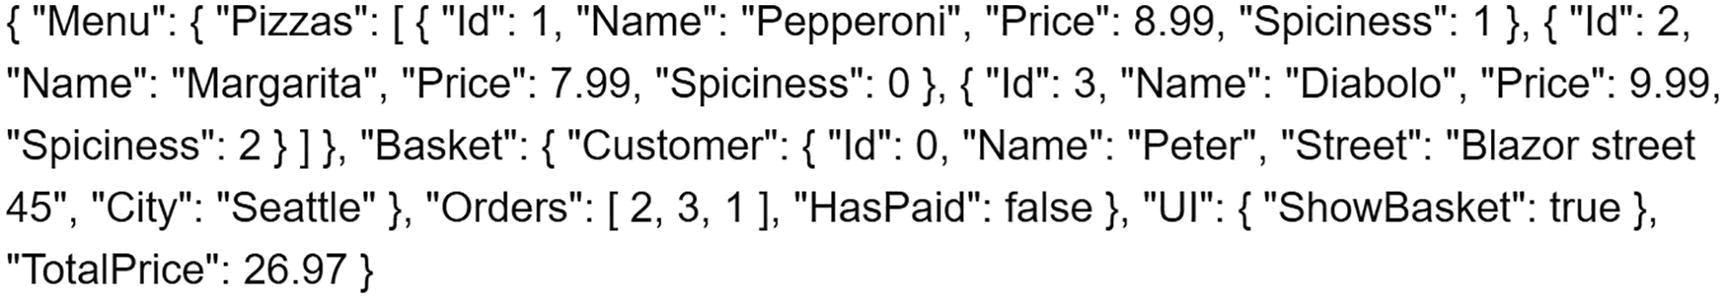 { "Menu": { "Pizzas": [ { "Id": 1, "Name": "Pepperoni", "Price": 8.99, "Spiciness": 1 }, { "Id": 2,
"Name": "Margarita", "Price": 7.99, "Spiciness": 0 }, { "Id": 3, "Name": "Diabolo", "Price": 9.99,
"Spiciness": 2 } ] }, "Basket": { "Customer": { "Id": 0, "Name": "Peter", "Street": "Blazor street
45", "City": "Seattle" }, "Orders": [ 2, 3, 1 ], "HasPaid": false }, "UI": { "ShowBasket": true },
"TotalPrice": 26.97 }